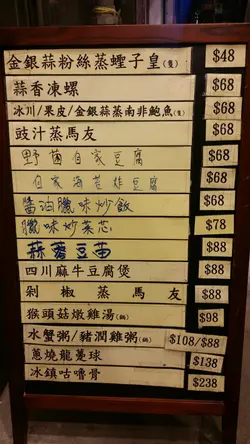 金銀蒜粉絲蒸蟶子皇(隻) $48
蒜香凍螺 $68
冰川/果皮/金銀蒜蒸南非鮑魚(隻) $68
豉汁蒸馬友 $68
野菌自家豆腐 $68
自家海苔炸豆腐 $68
醬油臘味炒飯 $68
臘味炒菜芯 $78
蒜蓉豆苗 $88
四川麻牛豆腐煲 $88
剁椒蒸馬友 $88
猴頭菇燉雞湯(鍋) $98
水蟹粥/豬潤雞粥(鍋) $108/$88
蔥燒龍躉球 $138
冰鎮咕嚕骨 $238